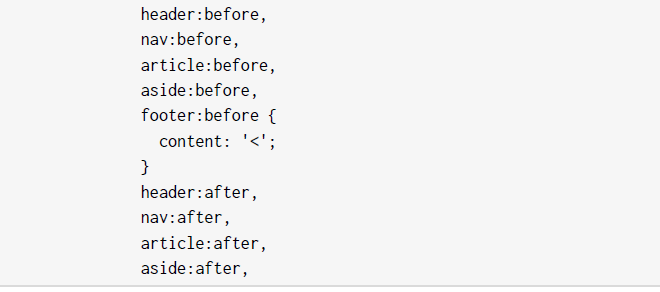 header:before,
nav:before,
article:before,
aside:before,
footer:before {
  content: '<';
}
header:after,
nav:after,
article:after,
aside:after,